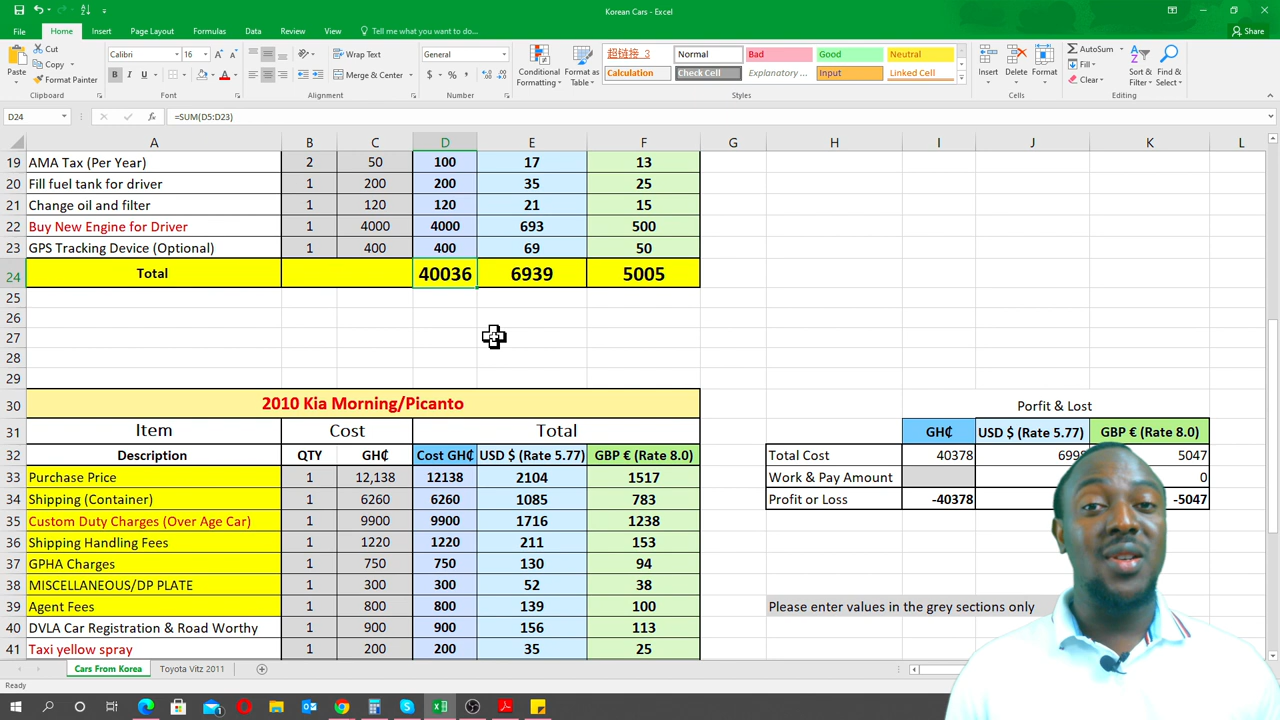 Korean Cars - Excel
File Home Insert Page Layout Formulas Data Review View Tell me what you want to do... Share
Cut
Copy
Format Painter
Paste
Calibri 16
B I U
Wrap Text
Merge & Center
General
Conditional Formatting
Format as Table
超链接_3 Normal Bad Good Neutral
Calculation Check Cell Explanatory ... Input Linked Cell
Insert Delete Format
AutoSum
Fill
Clear
Sort & Filter
Find & Select
Clipboard Font Alignment Number Styles Cells Editing
D24 =SUM(D5:D23)
A B C D E F G H I J K L
19 AMA Tax (Per Year) 2 50 100 17 13
20 Fill fuel tank for driver 1 200 200 35 25
21 Change oil and filter 1 120 120 21 15
22 Buy New Engine for Driver 1 4000 4000 693 500
23 GPS Tracking Device (Optional) 1 400 400 69 50
24 Total 40036 6939 5005
25
26
27
28
29
30 2010 Kia Morning/Picanto Porfit & Lost
31 Item Cost Total GH₵ USD $ (Rate 5.77) GBP € (Rate 8.0)
32 Description QTY GH₵ Cost GH₵ USD $ (Rate 5.77) GBP € (Rate 8.0) Total Cost 40378 5047
33 Purchase Price 1 12,138 12138 2104 1517 Work & Pay Amount 0
34 Shipping (Container) 1 6260 6260 1085 783 Profit or Loss -40378 -5047
35 Custom Duty Charges (Over Age Car) 1 9900 9900 1716 1238
36 Shipping Handling Fees 1 1220 1220 211 153
37 GPHA Charges 1 750 750 130 94
38 MISCELLANEOUS/DP PLATE 1 300 300 52 38
39 Agent Fees 1 800 800 139 100 Please enter values in the grey sections only
40 DVLA Car Registration & Road Worthy 1 900 900 156 113
41 Taxi yellow spray 1 200 200 35 25
Cars From Korea Toyota Vitz 2011
Ready